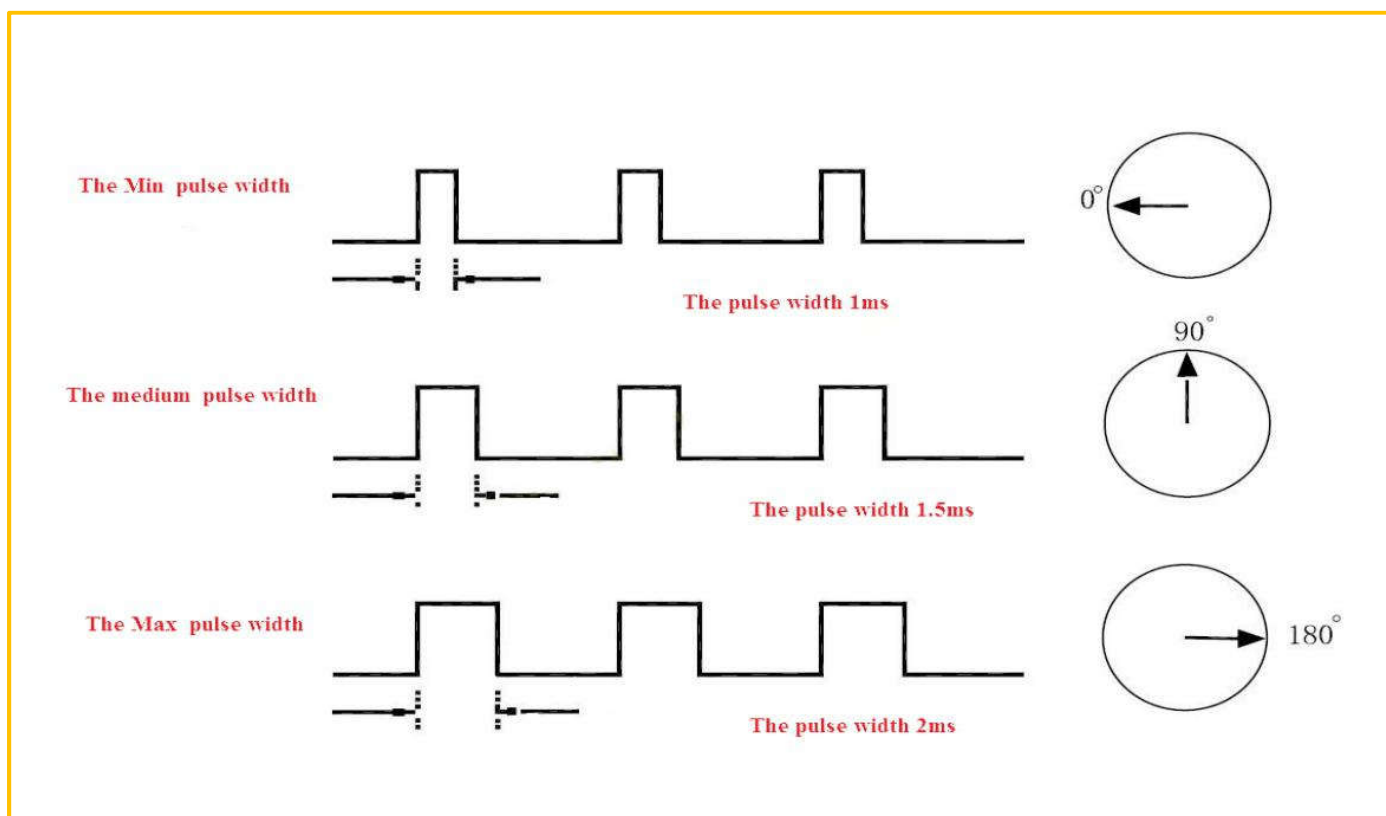 The Min pulse width
0°
The pulse width 1ms
90°
The medium pulse width
The pulse width 1.5ms
The Max pulse width
180°
The pulse width 2ms